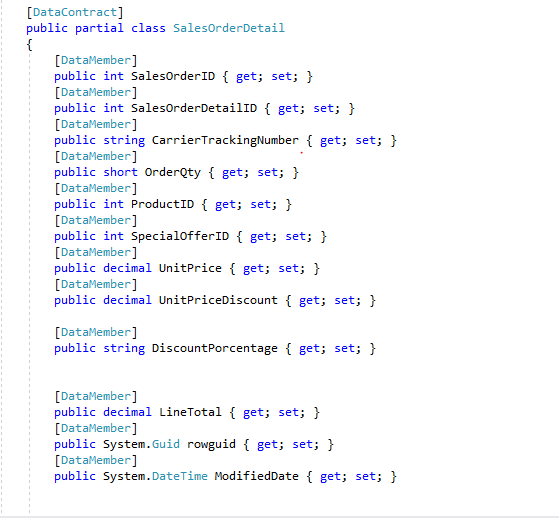 [DataContract]
public partial class SalesOrderDetail
{
[DataMember]
public int SalesOrderID { get; set; }
[DataMember]
public int SalesOrderDetailID { get; set; }
[DataMember]
public string CarrierTrackingNumber { get; set; }
[DataMember]
public short OrderQty { get; set; }
[DataMember]
public int ProductID { get; set; }
[DataMember]
public int SpecialOfferID { get; set; }
[DataMember]
public decimal UnitPrice { get; set; }
[DataMember]
public decimal UnitPriceDiscount { get; set; }
[DataMember]
public string DiscountPorcentage { get; set; }
[DataMember]
public decimal LineTotal { get; set; }
[DataMember]
public System.Guid rowguid { get; set; }
[DataMember]
public System.DateTime ModifiedDate { get; set; }